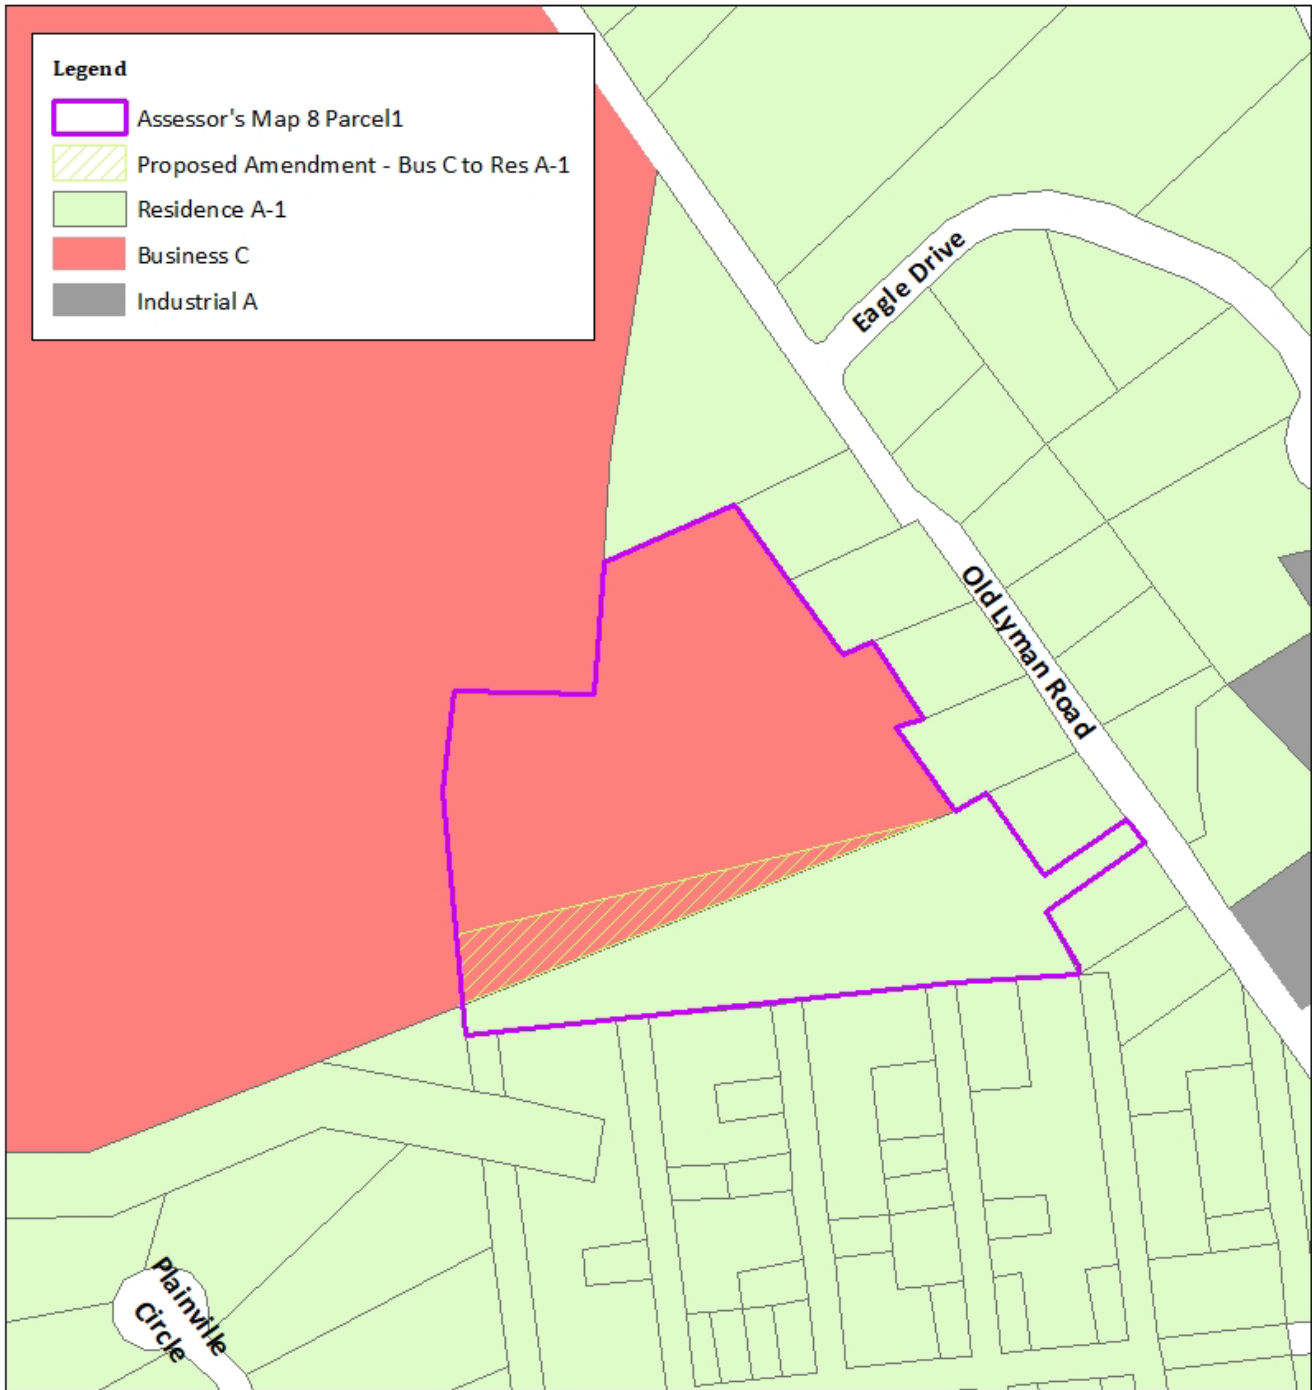 Legend
Assessor's Map 8 Parcel1
Proposed Amendment - Bus C to Res A-1
Residence A-1
Business C
Industrial A
Eagle Drive
Old Lyman Road
Plainville
Circle